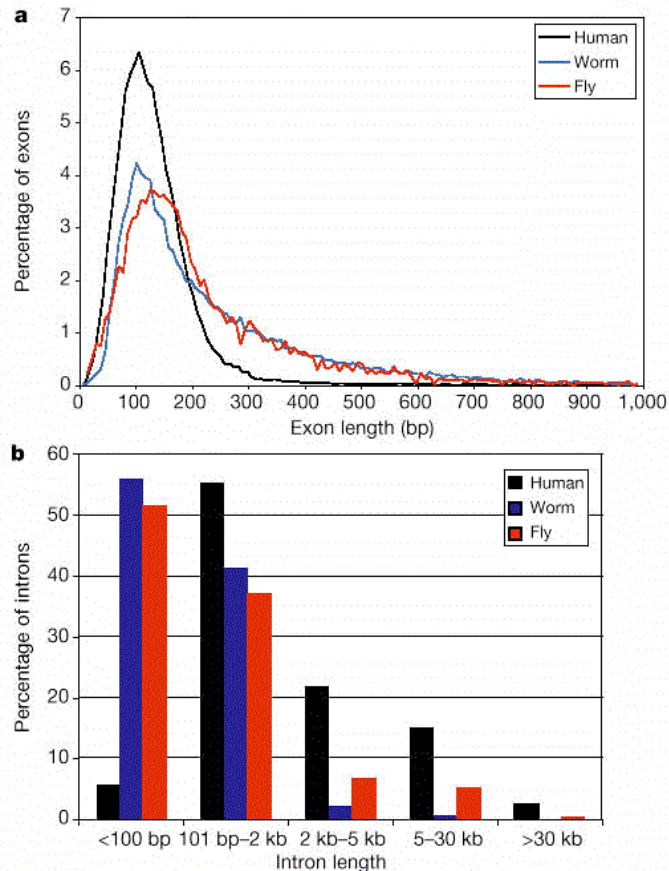 a
7
6
5
4
3
2
1
0
Percentage of exons
Human
Worm
Fly
0 100 200 300 400 500 600 700 800 900 1,000
Exon length (bp)
b
60
50
40
30
20
10
0
Percentage of introns
Human
Worm
Fly
<100 bp 101 bp–2 kb 2 kb–5 kb 5–30 kb >30 kb
Intron length